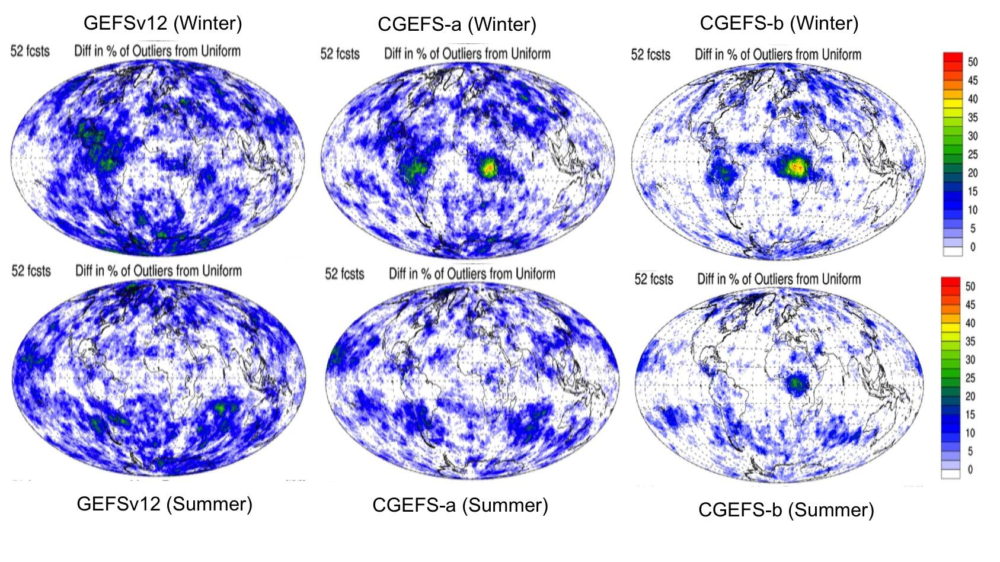 GEFSv12 (Winter)
CGEFS-a (Winter)
CGEFS-b (Winter)
52 fcsts Diff in % of Outliers from Uniform
52 fcsts Diff in % of Outliers from Uniform
52 fcsts Diff in % of Outliers from Uniform
50
45
40
35
30
25
20
15
10
5
0
52 fcsts Diff in % of Outliers from Uniform
52 fcsts Diff in % of Outliers from Uniform
52 fcsts Diff in % of Outliers from Uniform
50
45
40
35
30
25
20
15
10
5
0
GEFSv12 (Summer)
CGEFS-a (Summer)
CGEFS-b (Summer)